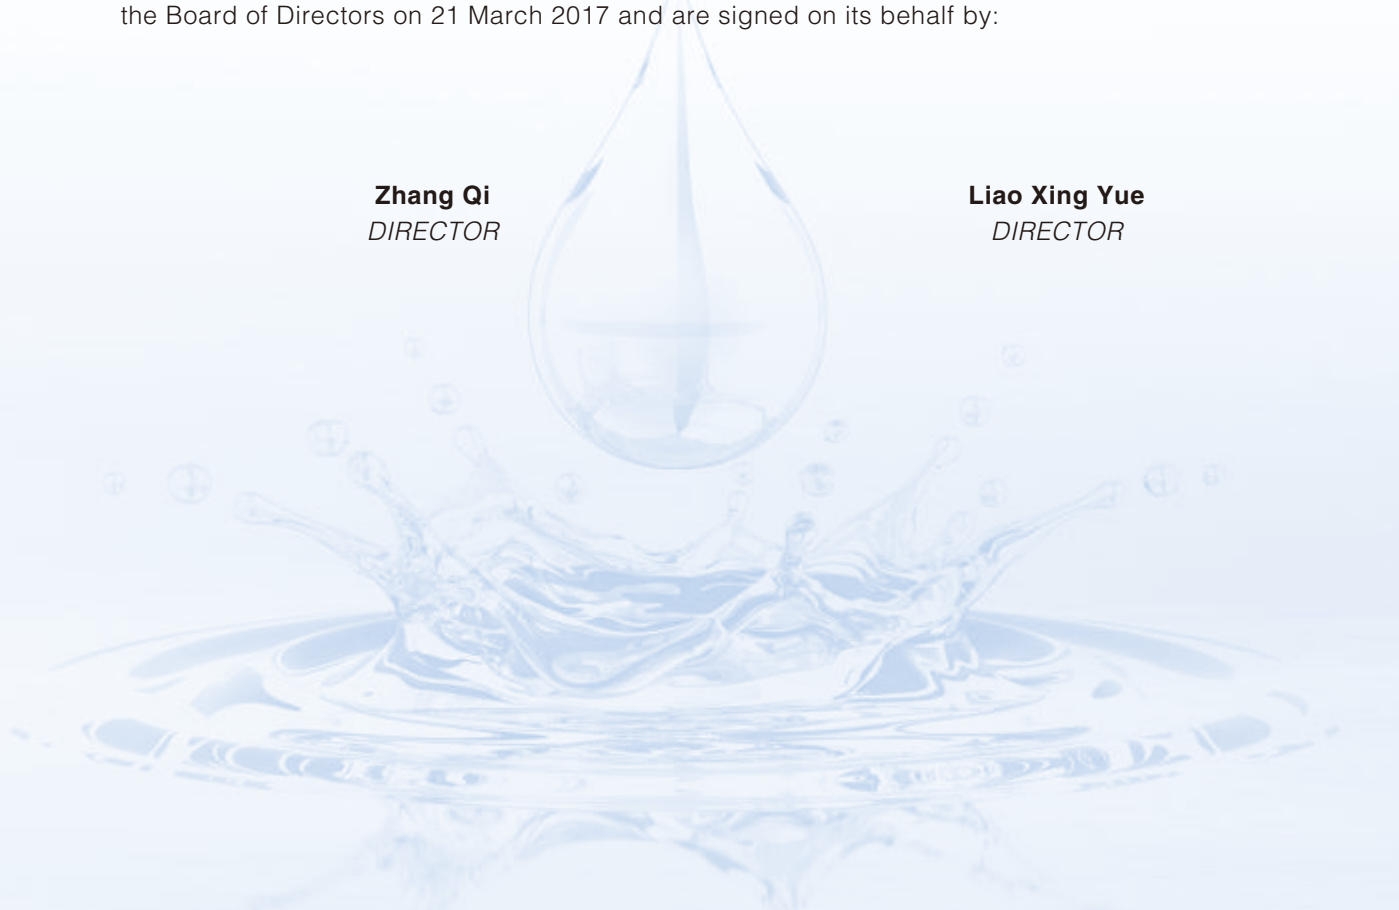 the Board of Directors on 21 March 2017 and are signed on its behalf by:
Zhang Qi
DIRECTOR
Liao Xing Yue
DIRECTOR